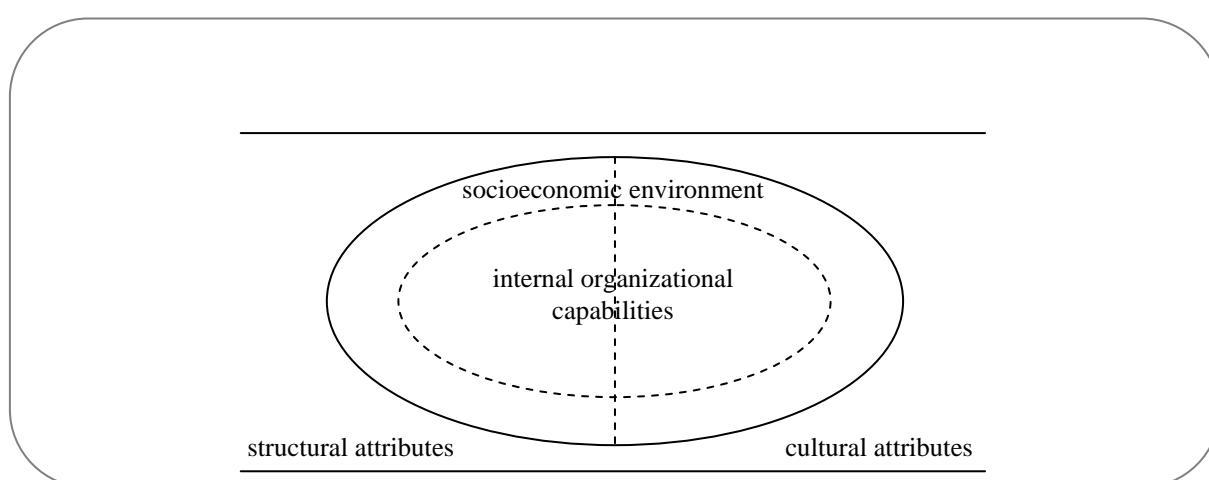 socioeconomic environment
internal organizational
capabilities
structural attributes
cultural attributes